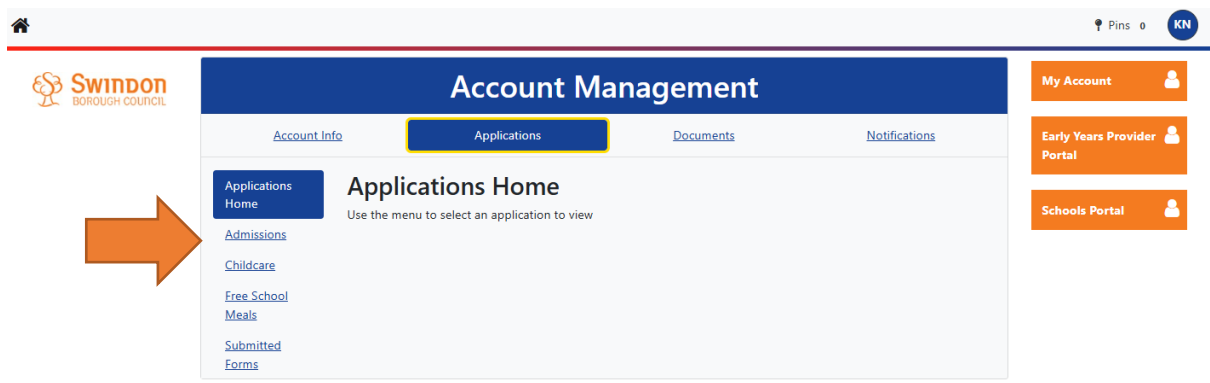 Pins 0 KN
SWINDON
BOROUGH COUNCIL
Account Management
Account Info Applications Documents Notifications
Applications
Home
Admissions
Childcare
Free School
Meals
Submitted
Forms
Applications Home
Use the menu to select an application to view
My Account
Early Years Provider
Portal
Schools Portal